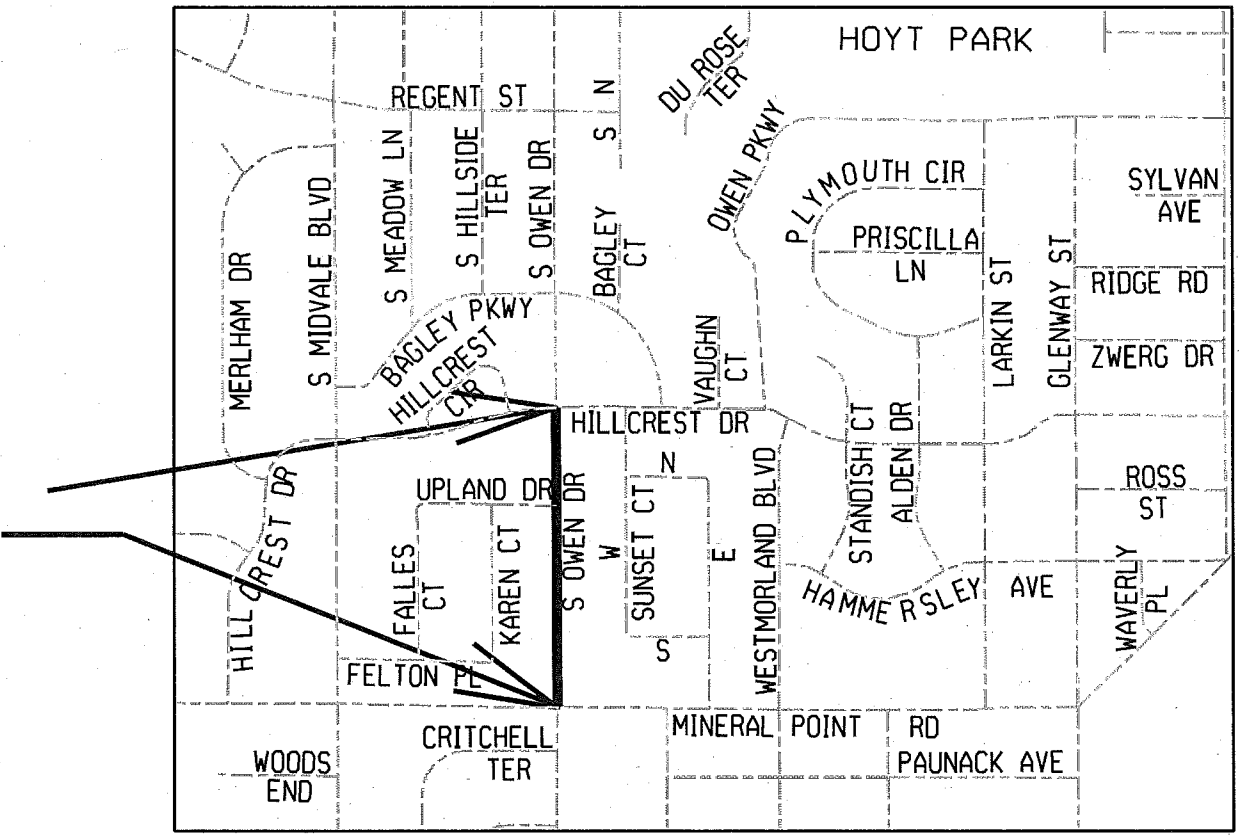 HOYT PARK
DU ROSE
TER
REGENT ST
N
S
S MEADOW LN
S HILLSIDE
TER
S OWEN DR
OWEN PKWY
PLYMOUTH CIR
SYLVAN
AVE
S MIDVALE BLVD
BAGLEY
CT
PRISCILLA
LN
MERLHAM DR
LARKIN ST
GLENWAY ST
RIDGE RD
BAGLEY PKWY
HILLCREST
CIR
VAUGHN
CT
ZWERG DR
HILLCREST DR
STANDISH CT
ALDEN DR
N
HILLCREST DR
UPLAND DR
S OWEN DR
W
SUNSET CT
E
S
WESTMORLAND BLVD
ROSS
ST
FALLES
CT
KAREN CT
HAMMERSLEY AVE
WAVERLY
PL
FELTON PL
MINERAL POINT RD
CRITCHELL
TER
PAUNACK AVE
WOODS
END